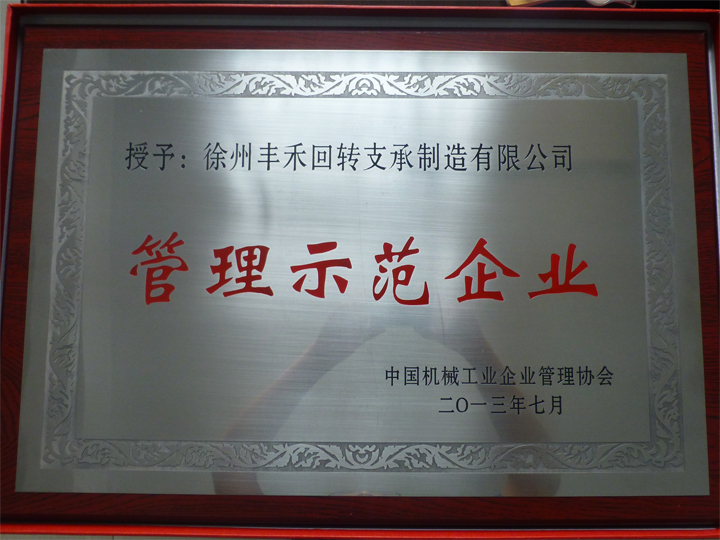 授予：徐州丰禾回转支承制造有限公司
管理示范企业
中国机械工业企业管理协会
二〇一三年七月